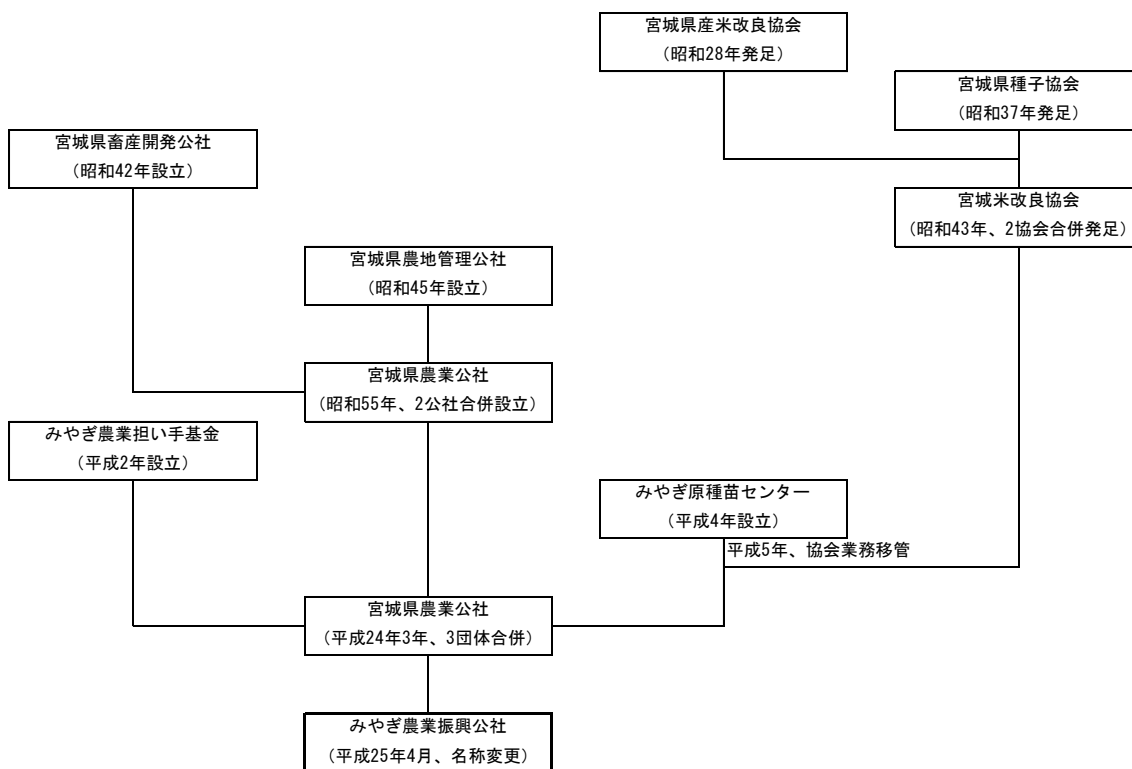 宮城県産米改良協会
（昭和28年発足）
宮城県種子協会
（昭和37年発足）
宮城県畜産開発公社
（昭和42年設立）
宮城米改良協会
（昭和43年、2協会合併発足）
宮城県農地管理公社
（昭和45年設立）
宮城県農業公社
（昭和55年、2公社合併設立）
みやぎ農業担い手基金
（平成2年設立）
みやぎ原種苗センター
（平成4年設立）
平成5年、協会業務移管
宮城県農業公社
（平成24年3年、3団体合併）
みやぎ農業振興公社
（平成25年4月、名称変更）